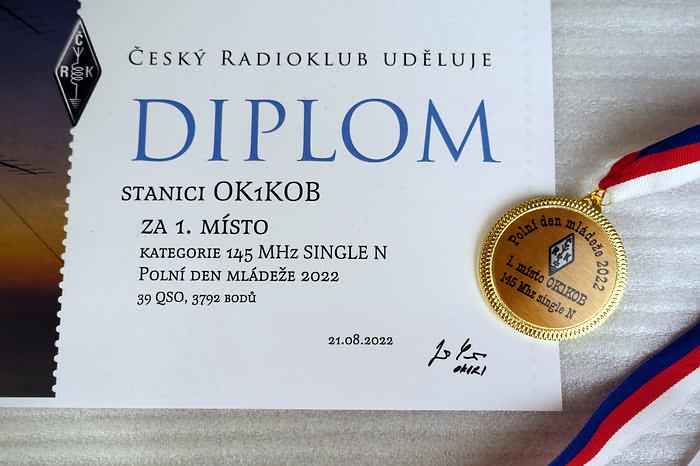 Č
R K
ČESKÝ RADIOKLUB UDĚLUJE
DIPLOM
STANICI OK1KOB
ZA 1. MÍSTO
KATEGORIE 145 MHZ SINGLE N
POLNÍ DEN MLÁDEŽE 2022
39 QSO, 3792 BODŮ
21.08.2022
OK1RI
Polní den mládeže 2022
1. místo OK1KOB
145 Mhz single N